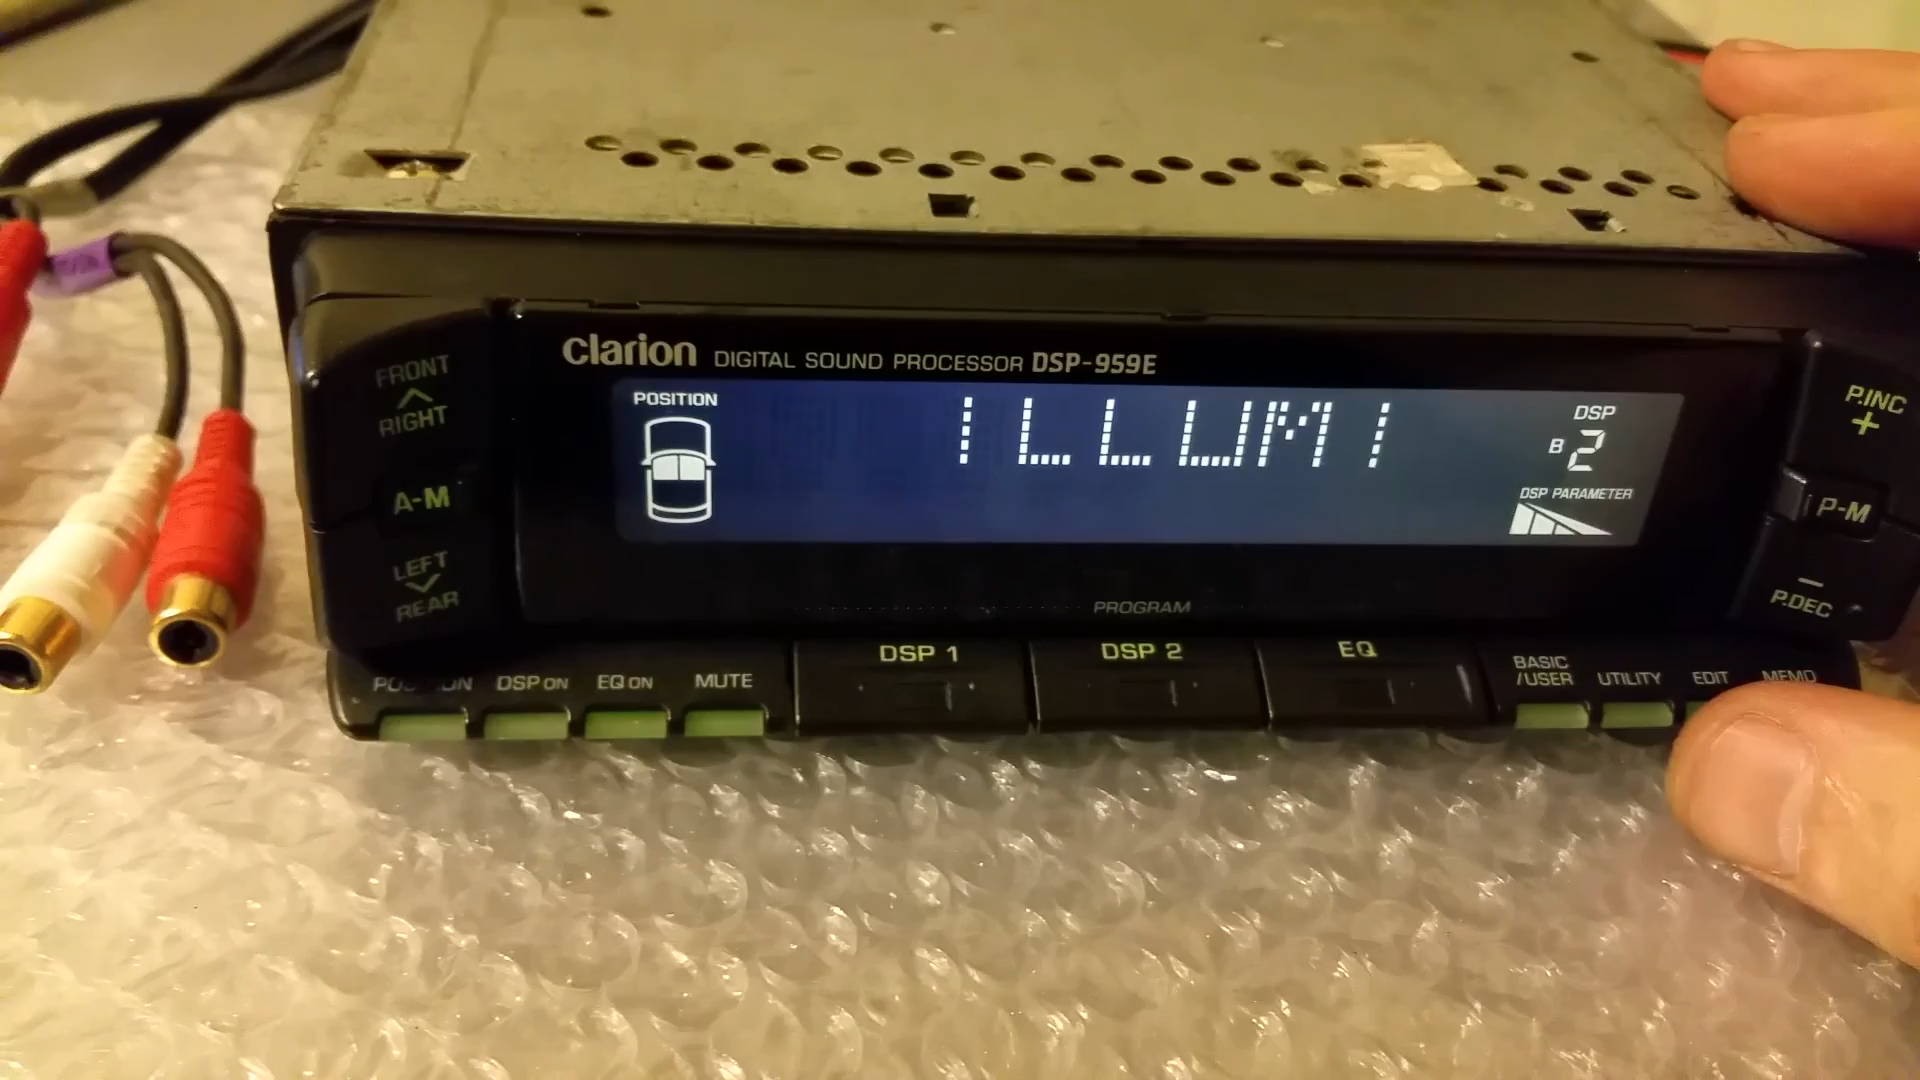 clarion DIGITAL SOUND PROCESSOR DSP-959E
FRONT
RIGHT
A-M
LEFT
REAR
POSITION
ILLUMI
DSP
B 2
DSP PARAMETER
P.INC
+
P-M
−
P.DEC
PROGRAM
DSP ON
EQ ON
MUTE
DSP 1
DSP 2
EQ
BASIC
/USER
UTILITY
EDIT
MEMO